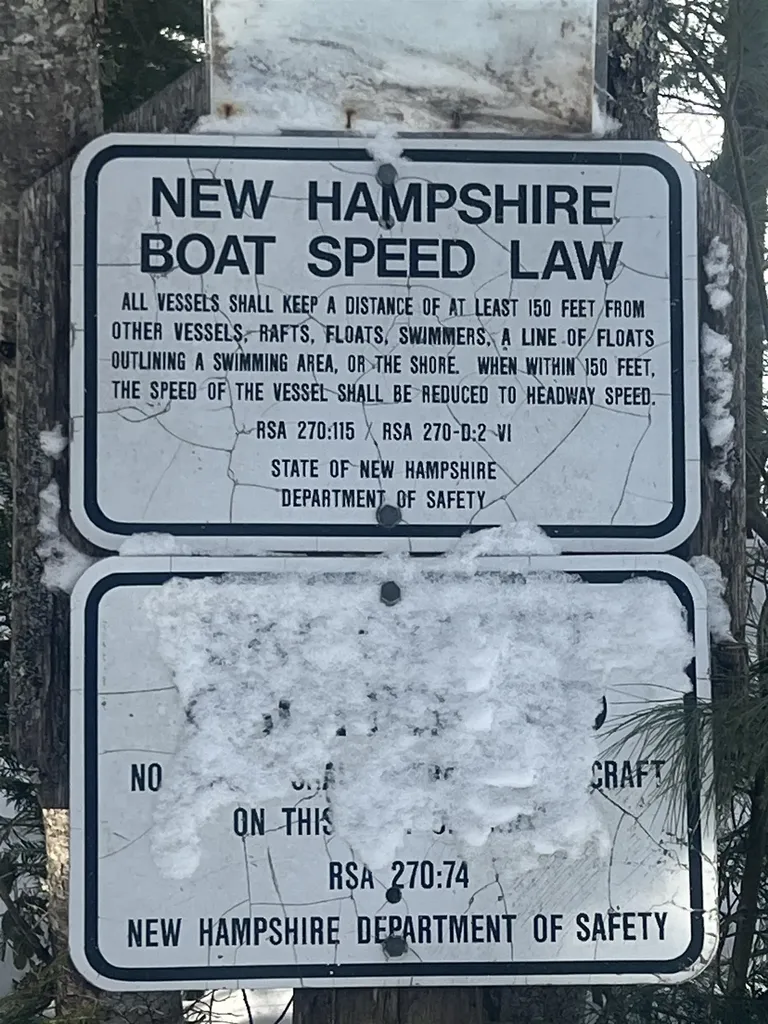 NEW HAMPSHIRE
BOAT SPEED LAW
ALL VESSELS SHALL KEEP A DISTANCE OF AT LEAST 150 FEET FROM
OTHER VESSELS, RAFTS, FLOATS, SWIMMERS, A LINE OF FLOATS
OUTLINING A SWIMMING AREA, OR THE SHORE. WHEN WITHIN 150 FEET,
THE SPEED OF THE VESSEL SHALL BE REDUCED TO HEADWAY SPEED.
RSA 270:115 / RSA 270-D:2 VI
STATE OF NEW HAMPSHIRE
DEPARTMENT OF SAFETY
NO CRAFT
ON THIS
RSA 270:74
NEW HAMPSHIRE DEPARTMENT OF SAFETY